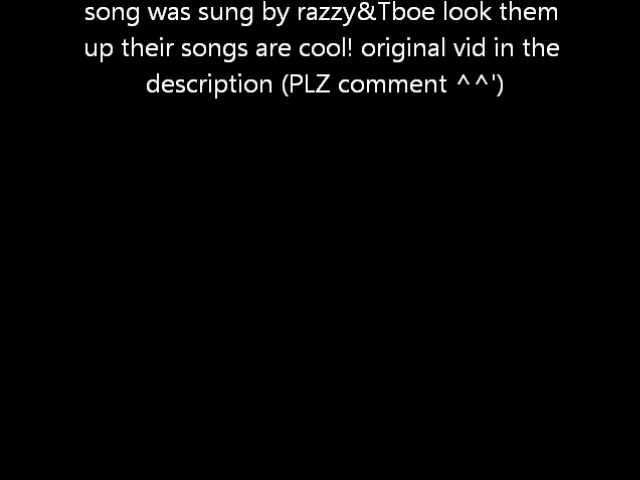 song was sung by razzy&Tboe look them
up their songs are cool! original vid in the
description (PLZ comment ^^')